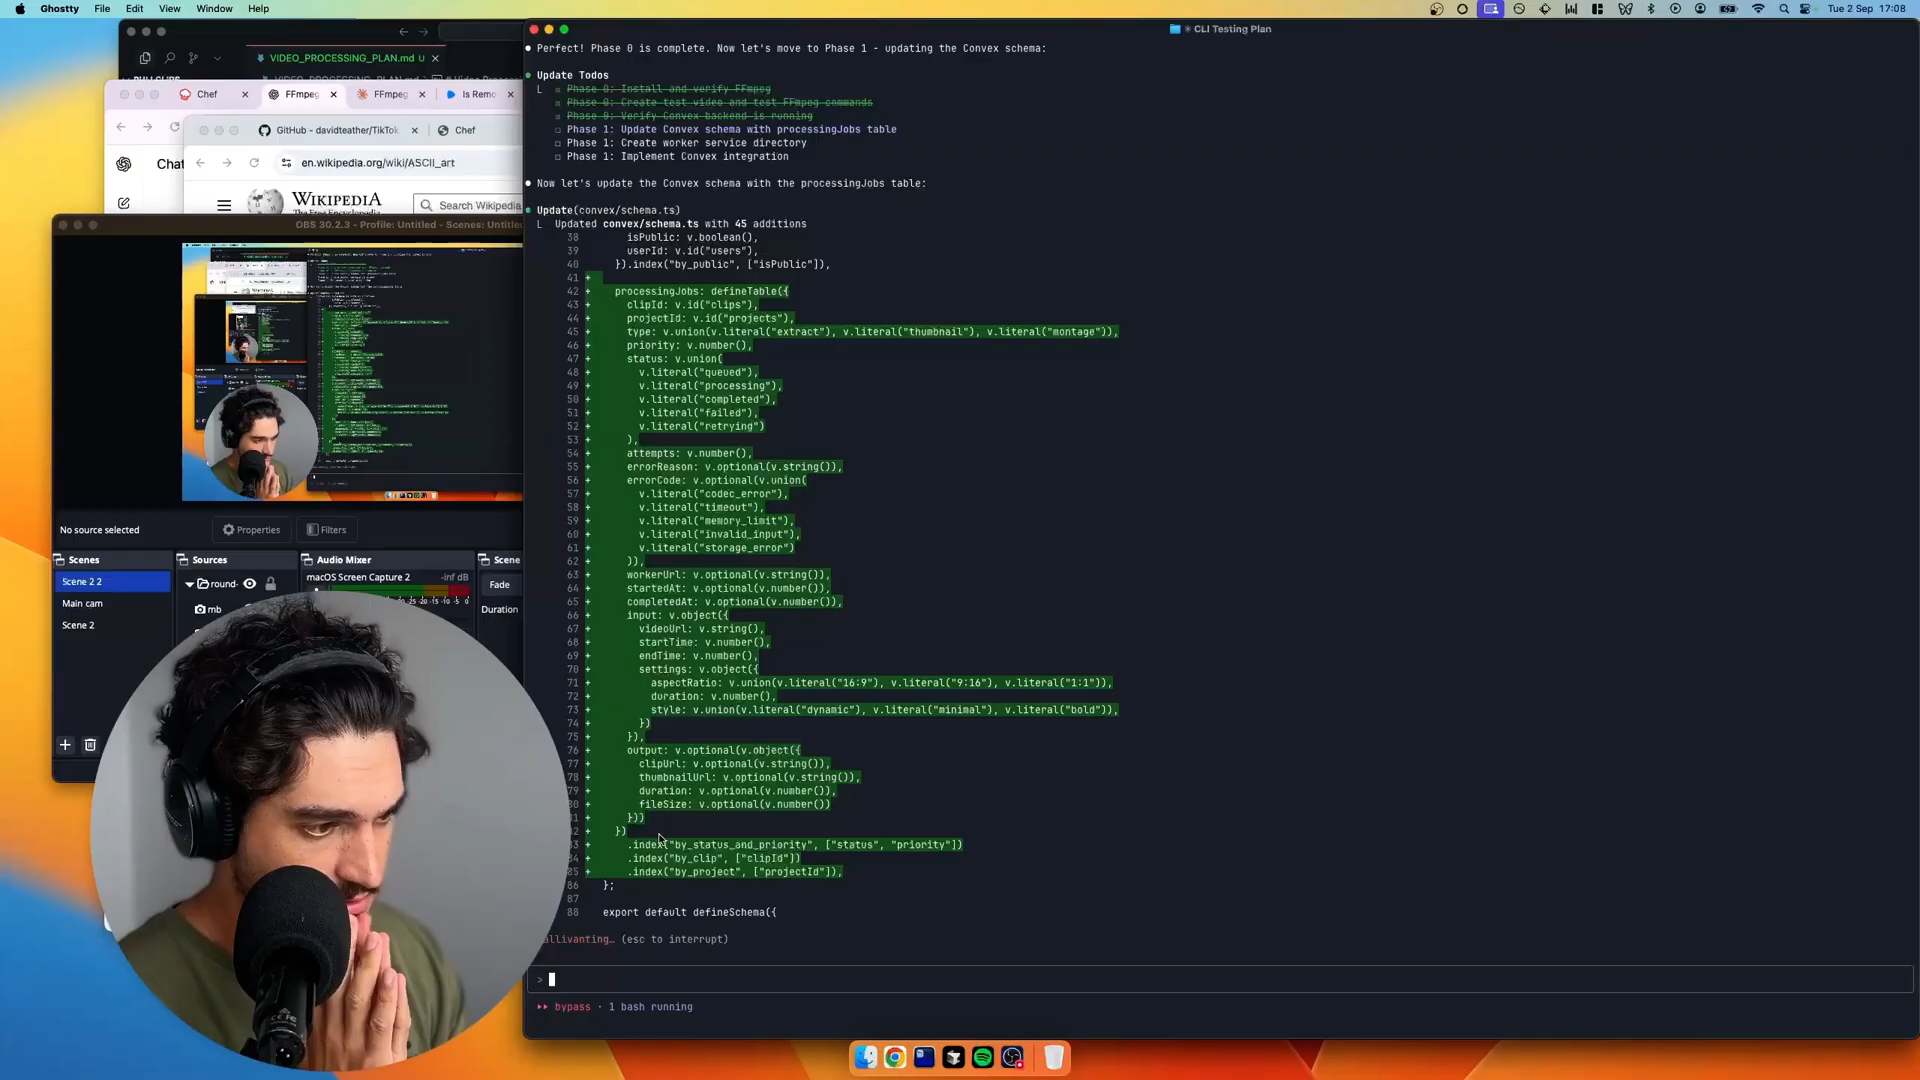 Ghostty File Edit View Window Help
Tue 2 Sep 17:08
VIDEO_PROCESSING_PLAN.md U
Chef
FFmpeg
FFmpeg
Is Remo
GitHub - davidteather/TikTok
Chef
Chat
en.wikipedia.org/wiki/ASCII_art
WIKIPEDIA
Search Wikiped
OBS 30.2.3 - Profile: Untitled - Scenes: Untitle
No source selected
Properties
Filters
Scenes
Sources
Audio Mixer
Scene
Scene 2 2
Main cam
Scene 2
round-
mb
macOS Screen Capture 2
-inf dB
Fade
Duration
CLI Testing Plan
Perfect! Phase 0 is complete. Now let's move to Phase 1 - updating the Convex schema:
Update Todos
Phase 0: Install and verify FFmpeg
Phase 0: Create test video and test FFmpeg commands
Phase 0: Verify Convex backend is running
Phase 1: Update Convex schema with processingJobs table
Phase 1: Create worker service directory
Phase 1: Implement Convex integration
Now let's update the Convex schema with the processingJobs table:
Update(convex/schema.ts)
Updated convex/schema.ts with 45 additions
38 isPublic: v.boolean(),
39 userId: v.id("users"),
40 }).index("by_public", ["isPublic"]),
41 +
42 + processingJobs: defineTable({
43 + clipId: v.id("clips"),
44 + projectId: v.id("projects"),
45 + type: v.union(v.literal("extract"), v.literal("thumbnail"), v.literal("montage")),
46 + priority: v.number(),
47 + status: v.union(
48 + v.literal("queued"),
49 + v.literal("processing"),
50 + v.literal("completed"),
51 + v.literal("failed"),
52 + v.literal("retrying")
53 + ),
54 + attempts: v.number(),
55 + errorReason: v.optional(v.string()),
56 + errorCode: v.optional(v.union(
57 + v.literal("codec_error"),
58 + v.literal("timeout"),
59 + v.literal("memory_limit"),
60 + v.literal("invalid_input"),
61 + v.literal("storage_error")
62 + )),
63 + workerUrl: v.optional(v.string()),
64 + startedAt: v.optional(v.number()),
65 + completedAt: v.optional(v.number()),
66 + input: v.object({
67 + videoUrl: v.string(),
68 + startTime: v.number(),
69 + endTime: v.number(),
70 + settings: v.object({
71 + aspectRatio: v.union(v.literal("16:9"), v.literal("9:16"), v.literal("1:1")),
72 + duration: v.number(),
73 + style: v.union(v.literal("dynamic"), v.literal("minimal"), v.literal("bold")),
74 + })
75 + }),
76 + output: v.optional(v.object({
77 + clipUrl: v.optional(v.string()),
78 + thumbnailUrl: v.optional(v.string()),
79 + duration: v.optional(v.number()),
80 + fileSize: v.optional(v.number())
81 + }))
82 + })
83 + .index("by_status_and_priority", ["status", "priority"])
84 + .index("by_clip", ["clipId"])
85 + .index("by_project", ["projectId"]),
86 };
87
88 export default defineSchema({
allivanting… (esc to interrupt)
>
bypass · 1 bash running